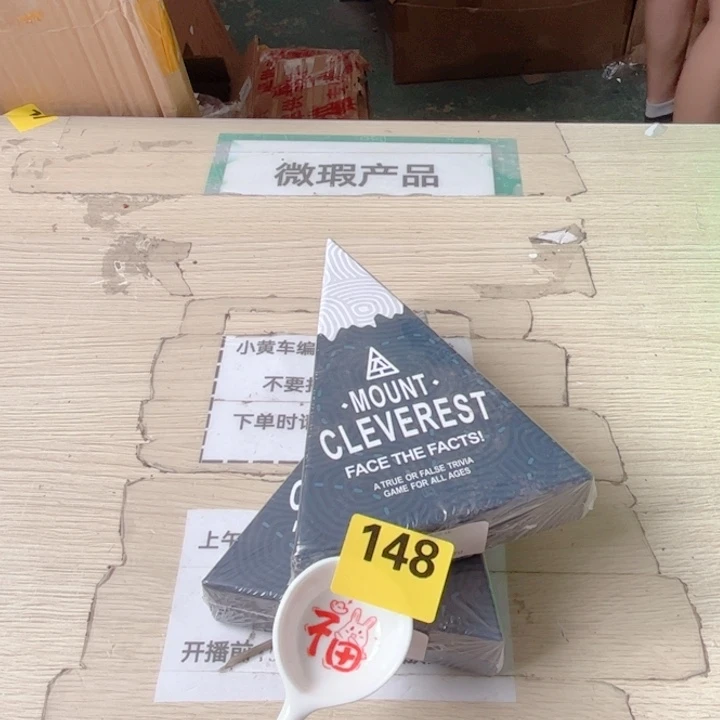 微瑕产品
小黄车编
不要拍
下单时请
MOUNT
CLEVEREST
FACE THE FACTS!
A TRUE OR FALSE TRIVIA
GAME FOR ALL AGES
148
上午
福
开播前